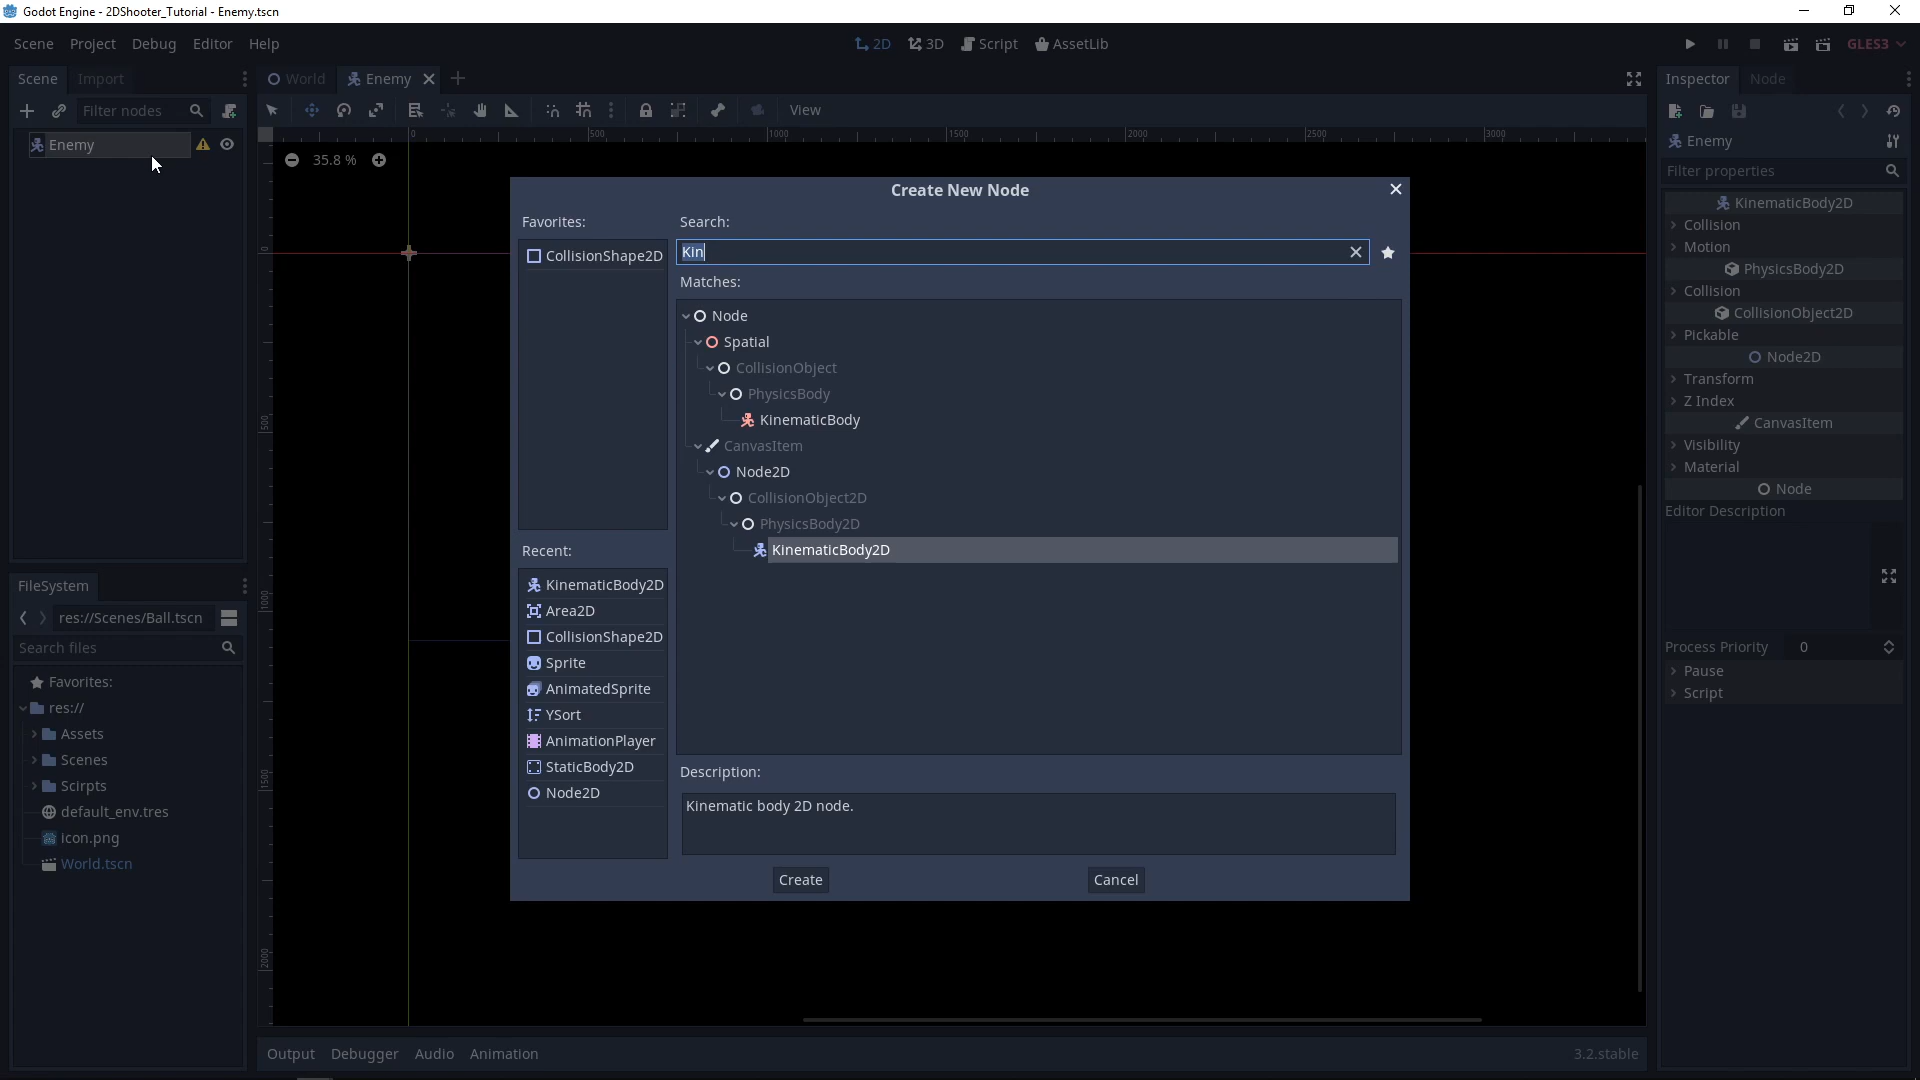 Godot Engine - 2DShooter_Tutorial - Enemy.tscn
Scene Project Debug Editor Help
2D 3D Script AssetLib
GLES3
Scene Import
World Enemy
Inspector Node
Filter nodes
View
Enemy
35.8 %
0 500 1000 1500 2000 2500 3000
0
500
1000
1500
2000
Create New Node
Favorites:
CollisionShape2D
Search:
Kin
Matches:
Node
Spatial
CollisionObject
PhysicsBody
KinematicBody
CanvasItem
Node2D
CollisionObject2D
PhysicsBody2D
KinematicBody2D
Recent:
KinematicBody2D
Area2D
CollisionShape2D
Sprite
AnimatedSprite
YSort
AnimationPlayer
StaticBody2D
Node2D
Description:
Kinematic body 2D node.
Create Cancel
FileSystem
res://Scenes/Ball.tscn
Search files
Favorites:
res://
Assets
Scenes
Scirpts
default_env.tres
icon.png
World.tscn
Enemy
Filter properties
KinematicBody2D
Collision
Motion
PhysicsBody2D
Collision
CollisionObject2D
Pickable
Node2D
Transform
Z Index
CanvasItem
Visibility
Material
Node
Editor Description
Process Priority 0
Pause
Script
Output Debugger Audio Animation
3.2.stable